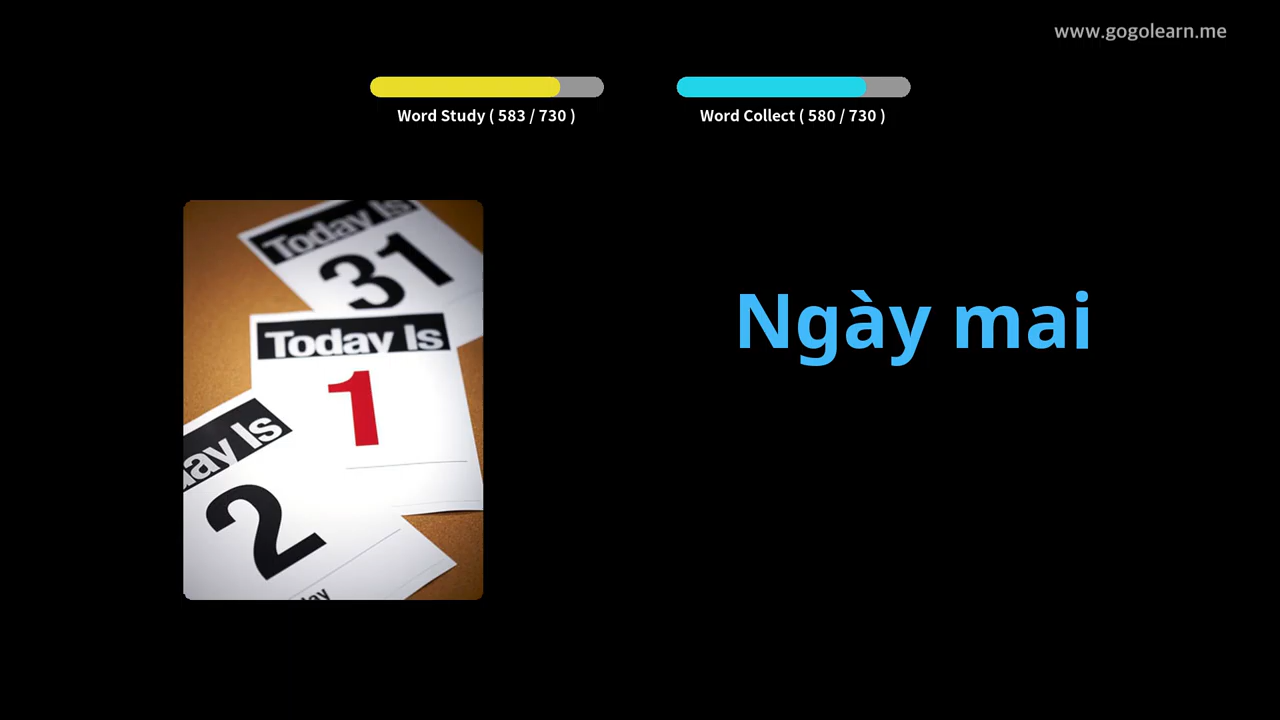 www.gogolearn.me
Word Study ( 583 / 730 )
Word Collect ( 580 / 730 )
Today Is
31
Today Is
1
ay Is
2
Ngày mai